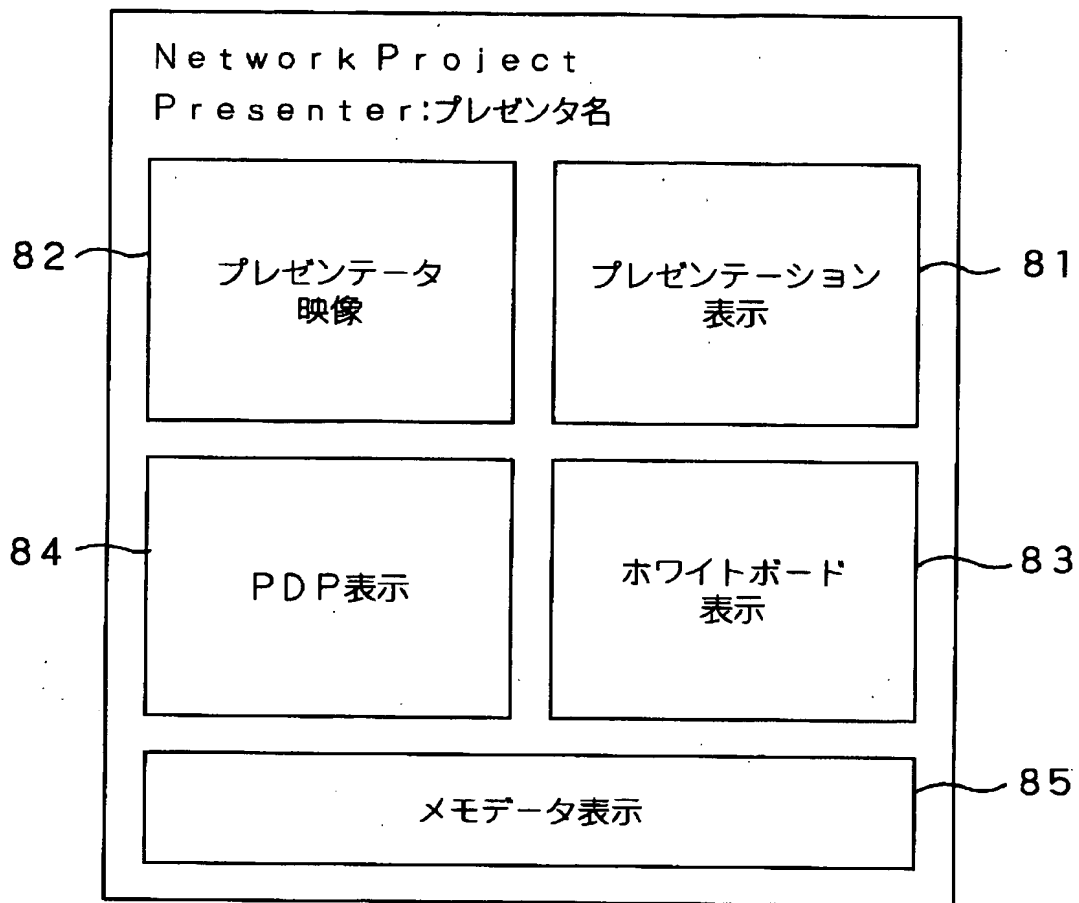 Network Project
Presenter:プレゼンタ名
82
プレゼンテータ
映像
プレゼンテーション
表示
81
84
PDP表示
ホワイトボード
表示
83
メモデータ表示
85